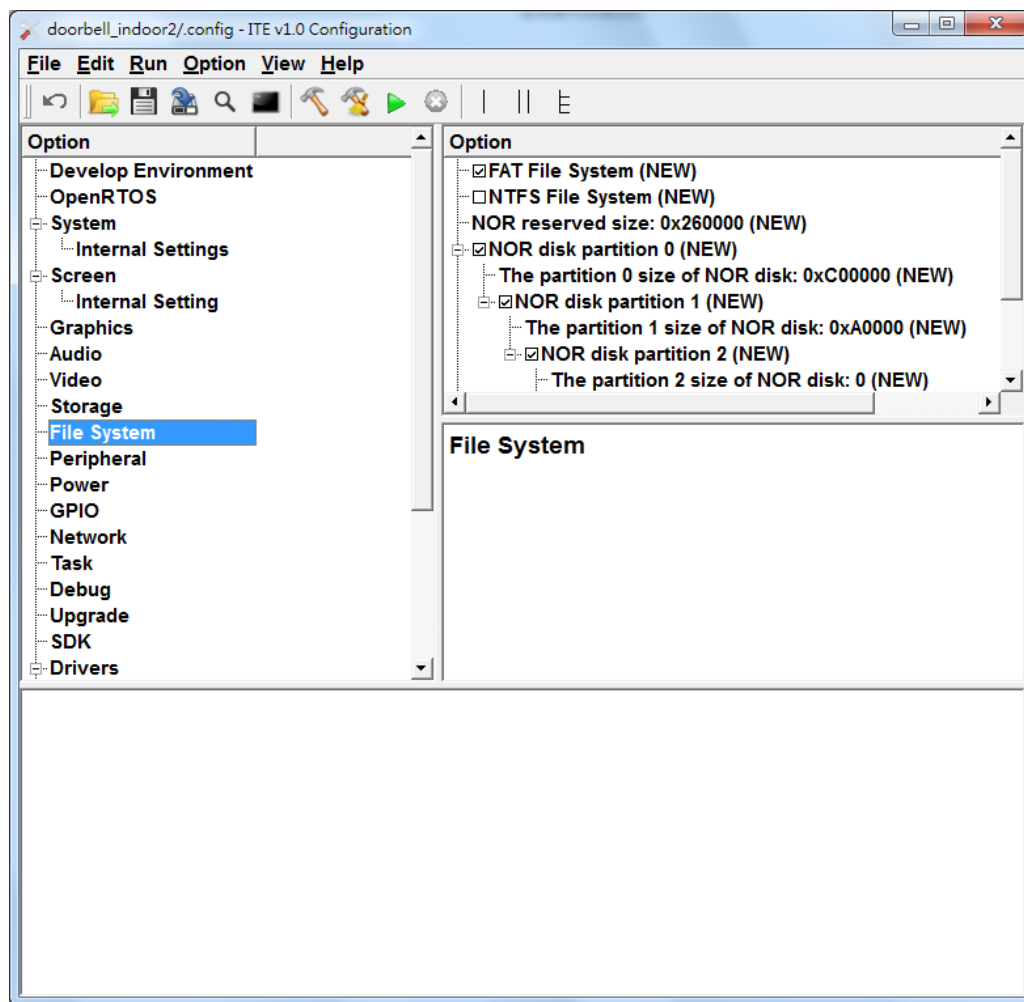 doorbell_indoor2/.config - ITE v1.0 Configuration
File Edit Run Option View Help
Option
Develop Environment
OpenRTOS
System
Internal Settings
Screen
Internal Setting
Graphics
Audio
Video
Storage
File System
Peripheral
Power
GPIO
Network
Task
Debug
Upgrade
SDK
Drivers
Option
FAT File System (NEW)
NTFS File System (NEW)
NOR reserved size: 0x260000 (NEW)
NOR disk partition 0 (NEW)
The partition 0 size of NOR disk: 0xC00000 (NEW)
NOR disk partition 1 (NEW)
The partition 1 size of NOR disk: 0xA0000 (NEW)
NOR disk partition 2 (NEW)
The partition 2 size of NOR disk: 0 (NEW)
File System